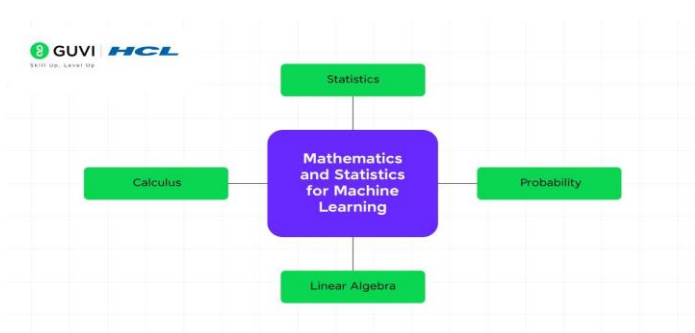 GUVI HCL
Skill Up, Level Up
Statistics
Mathematics
and Statistics
for Machine
Learning
Calculus
Probability
Linear Algebra